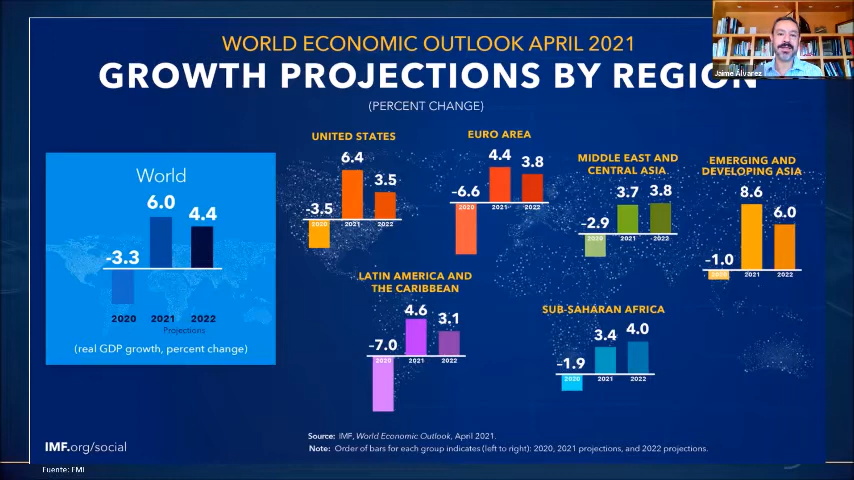 WORLD ECONOMIC OUTLOOK APRIL 2021
GROWTH PROJECTIONS BY REGION
(PERCENT CHANGE)
Jaime Alvarez
World
6.0
4.4
-3.3
2020 2021 2022
Projections
(real GDP growth, percent change)
UNITED STATES
6.4
3.5
-3.5
2020 2021 2022
EURO AREA
4.4
3.8
-6.6
2020 2021 2022
MIDDLE EAST AND
CENTRAL ASIA
3.7 3.8
-2.9
2020 2021 2022
EMERGING AND
DEVELOPING ASIA
8.6
6.0
-1.0
2020 2021 2022
LATIN AMERICA AND
THE CARIBBEAN
4.6
3.1
-7.0
2020 2021 2022
SUB-SAHARAN AFRICA
3.4 4.0
-1.9
2020 2021 2022
Source: IMF, World Economic Outlook, April 2021.
Note: Order of bars for each group indicates (left to right): 2020, 2021 projections, and 2022 projections.
IMF.org/social
Fuente: FMI